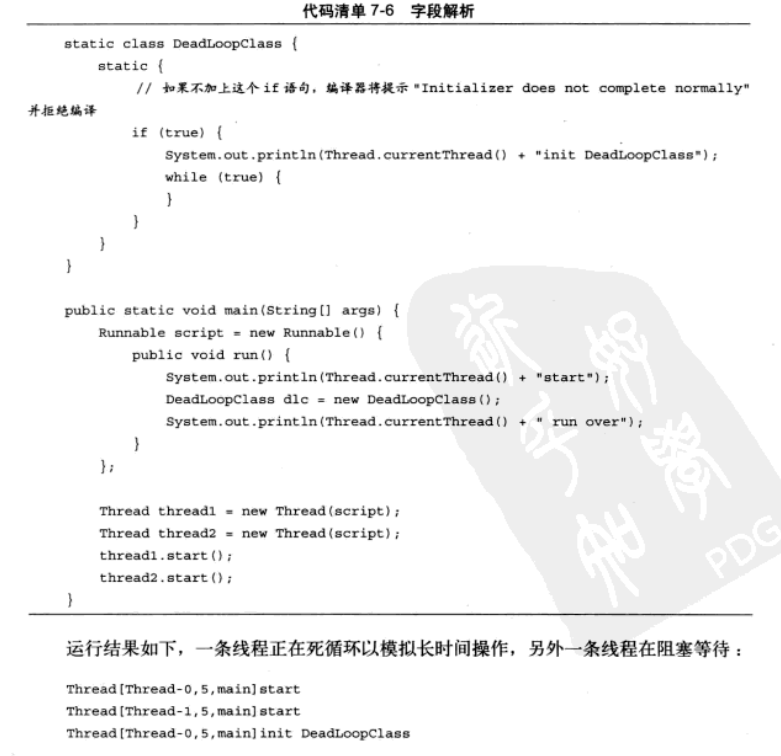 代码清单 7-6 字段解析
static class DeadLoopClass {
static {
// 如果不加上这个 if 语句，编译器将提示 "Initializer does not complete normally"
并拒绝编译
if (true) {
System.out.println(Thread.currentThread() + "init DeadLoopClass");
while (true) {
}
}
}
}
public static void main(String[] args) {
Runnable script = new Runnable() {
public void run() {
System.out.println(Thread.currentThread() + "start");
DeadLoopClass dlc = new DeadLoopClass();
System.out.println(Thread.currentThread() + " run over");
}
};
Thread thread1 = new Thread(script);
Thread thread2 = new Thread(script);
thread1.start();
thread2.start();
}
运行结果如下，一条线程正在死循环以模拟长时间操作，另外一条线程在阻塞等待：
Thread[Thread-0,5,main]start
Thread[Thread-1,5,main]start
Thread[Thread-0,5,main]init DeadLoopClass
PDG